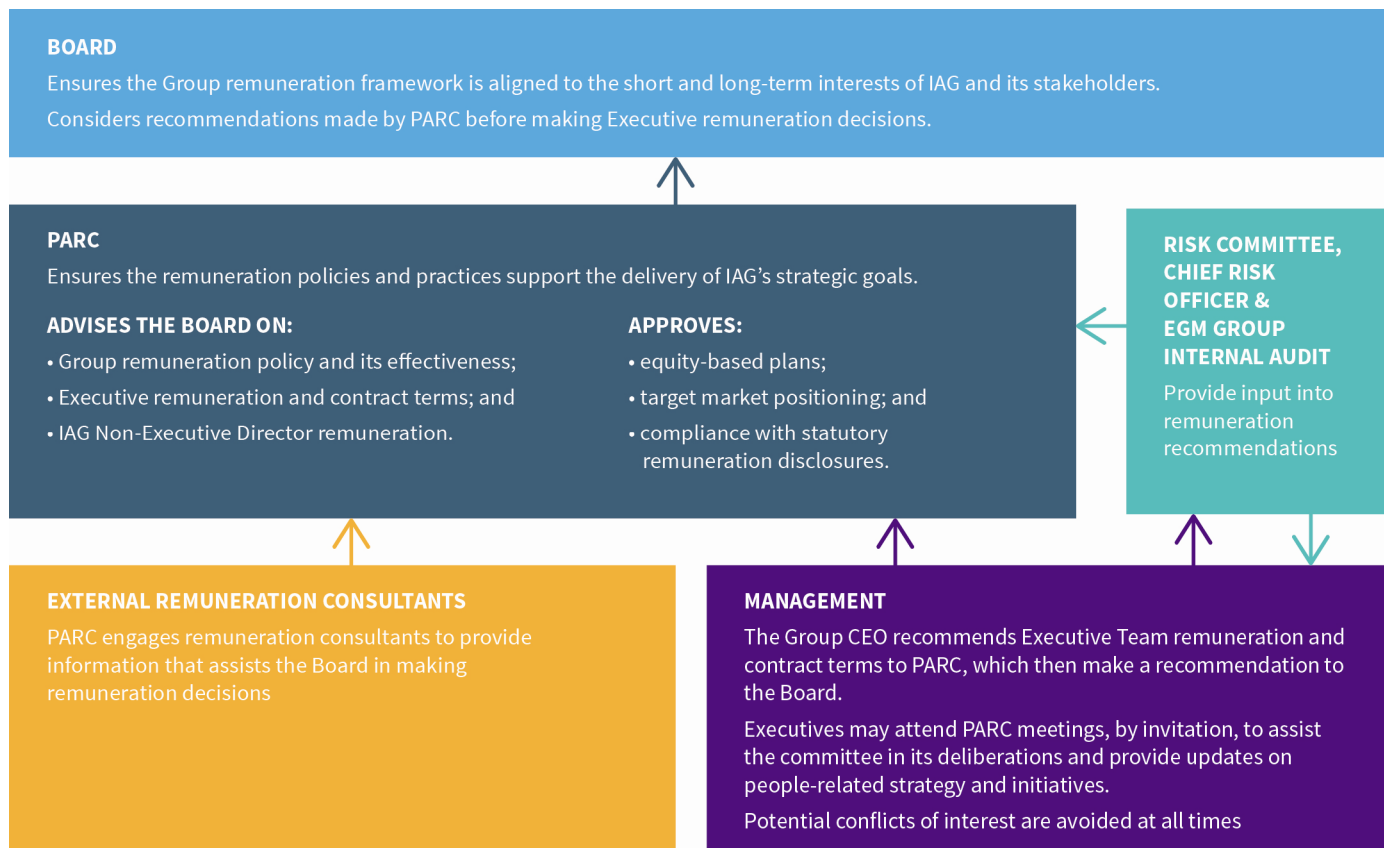 BOARD
Ensures the Group remuneration framework is aligned to the short and long-term interests of IAG and its stakeholders.
Considers recommendations made by PARC before making Executive remuneration decisions.
PARC
Ensures the remuneration policies and practices support the delivery of IAG’s strategic goals.
ADVISES THE BOARD ON:
• Group remuneration policy and its effectiveness;
• Executive remuneration and contract terms; and
• IAG Non-Executive Director remuneration.
APPROVES:
• equity-based plans;
• target market positioning; and
• compliance with statutory
remuneration disclosures.
RISK COMMITTEE,
CHIEF RISK
OFFICER &
EGM GROUP
INTERNAL AUDIT
Provide input into
remuneration
recommendations
EXTERNAL REMUNERATION CONSULTANTS
PARC engages remuneration consultants to provide
information that assists the Board in making
remuneration decisions
MANAGEMENT
The Group CEO recommends Executive Team remuneration and
contract terms to PARC, which then make a recommendation to
the Board.
Executives may attend PARC meetings, by invitation, to assist
the committee in its deliberations and provide updates on
people-related strategy and initiatives.
Potential conflicts of interest are avoided at all times